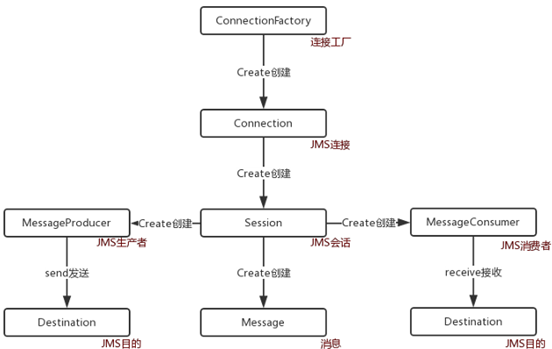 ConnectionFactory
连接工厂
Create创建
Connection
JMS连接
Create创建
MessageProducer
JMS生产者
Create创建
Session
JMS会话
Create创建
MessageConsumer
JMS消费者
send发送
Create创建
receive接收
Destination
JMS目的
Message
消息
Destination
JMS目的